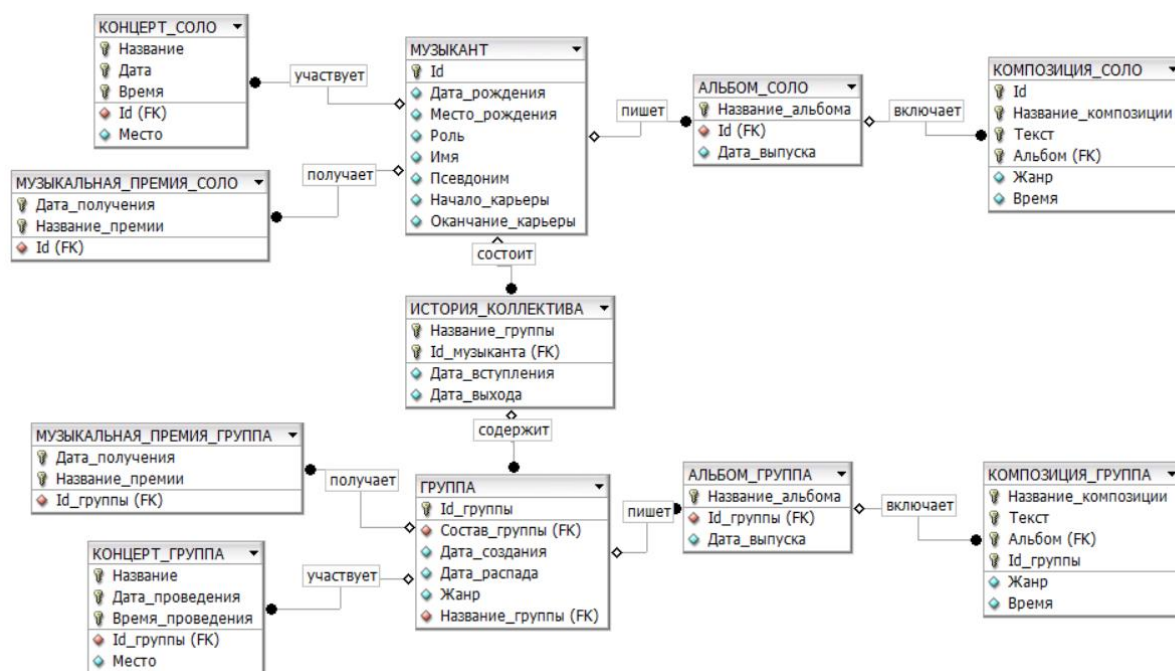 КОНЦЕРТ_СОЛО
Название
Дата
Время
Id (FK)
Место
участвует
МУЗЫКАЛЬНАЯ_ПРЕМИЯ_СОЛО
Дата_получения
Название_премии
Id (FK)
получает
МУЗЫКАНТ
Id
Дата_рождения
Место_рождения
Роль
Имя
Псевдоним
Начало_карьеры
Оканчание_карьеры
пишет
АЛЬБОМ_СОЛО
Название_альбома
Id (FK)
Дата_выпуска
включает
КОМПОЗИЦИЯ_СОЛО
Id
Название_композиции
Текст
Альбом (FK)
Жанр
Время
состоит
ИСТОРИЯ_КОЛЛЕКТИВА
Название_группы
Id_музыканта (FK)
Дата_вступления
Дата_выхода
содержит
МУЗЫКАЛЬНАЯ_ПРЕМИЯ_ГРУППА
Дата_получения
Название_премии
Id_группы (FK)
получает
КОНЦЕРТ_ГРУППА
Название
Дата_проведения
Время_проведения
Id_группы (FK)
Место
участвует
ГРУППА
Id_группы
Состав_группы (FK)
Дата_создания
Дата_распада
Жанр
Название_группы (FK)
пишет
АЛЬБОМ_ГРУППА
Название_альбома
Id_группы (FK)
Дата_выпуска
включает
КОМПОЗИЦИЯ_ГРУППА
Название_композиции
Текст
Альбом (FK)
Id_группы
Жанр
Время